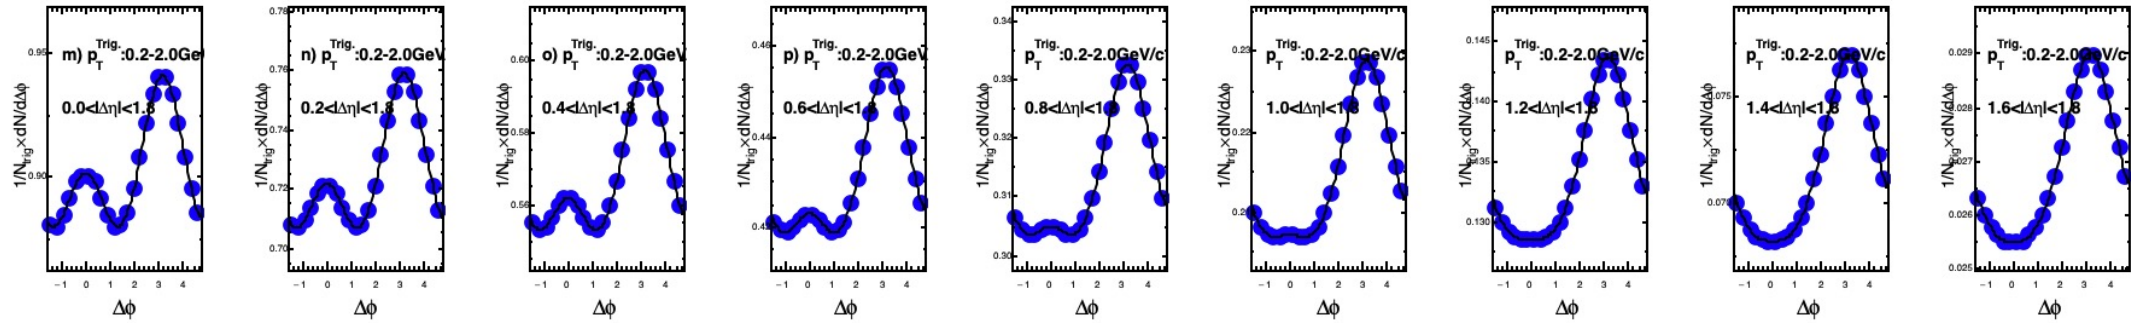 m) p_T^Trig.:0.2-2.0GeV
0.0<|Δη|<1.8
1/N_trig×dN/dΔφ
0.95
0.90
−1 0 1 2 3 4
Δφ
n) p_T^Trig.:0.2-2.0GeV
0.2<|Δη|<1.8
1/N_trig×dN/dΔφ
0.78
0.76
0.74
0.72
0.70
−1 0 1 2 3 4
Δφ
o) p_T^Trig.:0.2-2.0GeV
0.4<|Δη|<1.8
1/N_trig×dN/dΔφ
0.60
0.58
0.56
−1 0 1 2 3 4
Δφ
p) p_T^Trig.:0.2-2.0GeV
0.6<|Δη|<1.8
1/N_trig×dN/dΔφ
0.46
0.44
−1 0 1 2 3 4
Δφ
p_T^Trig.:0.2-2.0GeV/c
0.8<|Δη|<1.8
1/N_trig×dN/dΔφ
0.34
0.33
0.32
0.31
0.30
−1 0 1 2 3 4
Δφ
p_T^Trig.:0.2-2.0GeV/c
1.0<|Δη|<1.8
1/N_trig×dN/dΔφ
0.23
0.22
−1 0 1 2 3 4
Δφ
p_T^Trig.:0.2-2.0GeV/c
1.2<|Δη|<1.8
1/N_trig×dN/dΔφ
0.145
0.140
0.135
0.130
−1 0 1 2 3 4
Δφ
p_T^Trig.:0.2-2.0GeV/c
1.4<|Δη|<1.8
1/N_trig×dN/dΔφ
0.075
−1 0 1 2 3 4
Δφ
p_T^Trig.:0.2-2.0GeV/c
1.6<|Δη|<1.8
1/N_trig×dN/dΔφ
0.029
0.028
0.027
0.026
0.025
−1 0 1 2 3 4
Δφ